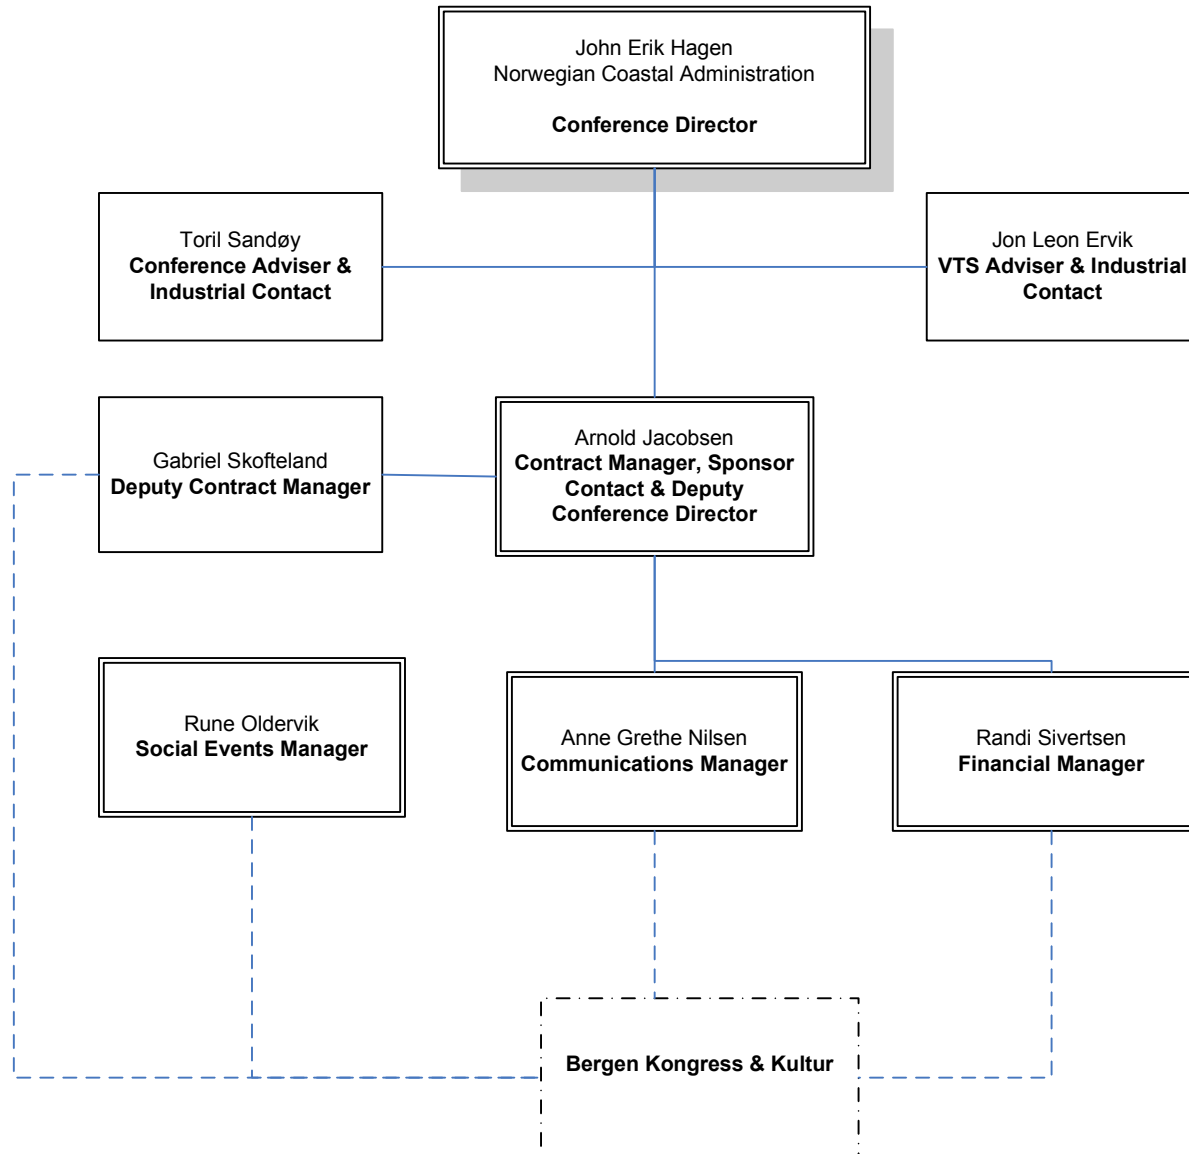 John Erik Hagen
Norwegian Coastal Administration
Conference Director
Toril Sandøy
Conference Adviser &
Industrial Contact
Jon Leon Ervik
VTS Adviser & Industrial
Contact
Gabriel Skofteland
Deputy Contract Manager
Arnold Jacobsen
Contract Manager, Sponsor
Contact & Deputy
Conference Director
Rune Oldervik
Social Events Manager
Anne Grethe Nilsen
Communications Manager
Randi Sivertsen
Financial Manager
Bergen Kongress & Kultur